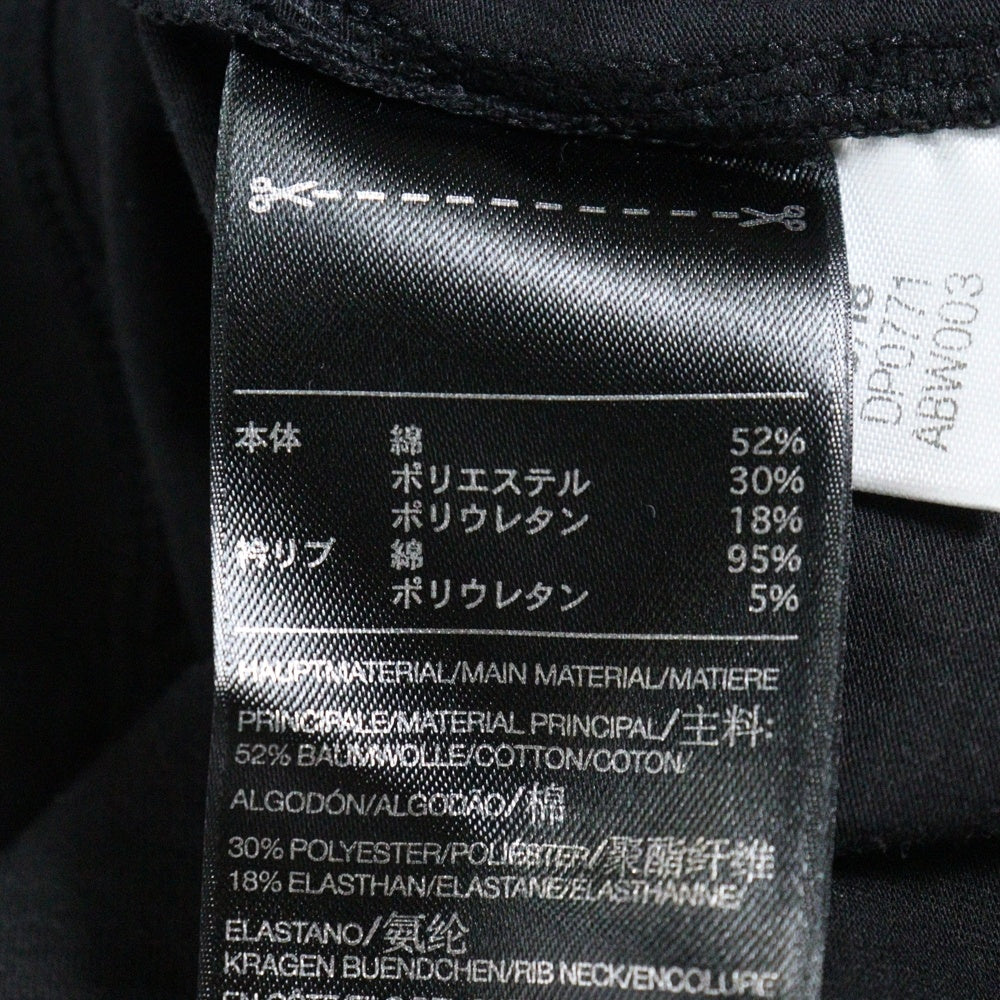 本体 綿 52%
ポリエステル 30%
ポリウレタン 18%
衿リブ 綿 95%
ポリウレタン 5%
HAUPTMATERIAL/MAIN MATERIAL/MATIERE
PRINCIPALE/MATERIAL PRINCIPAL/主料:
52% BAUMWOLLE/COTTON/COTON/
ALGODÓN/ALGODÃO/棉
30% POLYESTER/POLIESTER/聚酯纤维
18% ELASTHAN/ELASTANE/ELASTHANNE/
ELASTANO/氨纶
KRAGEN BUENDCHEN/RIB NECK/ENCOLURE
DP0771
ABW003